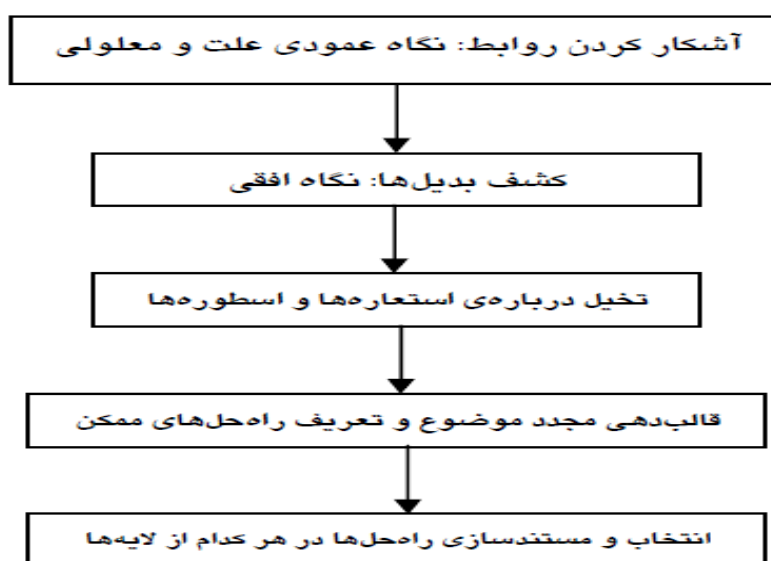 آشکار کردن روابط: نگاه عمودی علت و معلولی
کشف بدیل‌ها: نگاه افقی
تخیل درباره‌ی استعاره‌ها و اسطوره‌ها
قالب‌دهی مجدد موضوع و تعریف راه‌حل‌های ممکن
انتخاب و مستندسازی راه‌حل‌ها در هر کدام از لایه‌ها